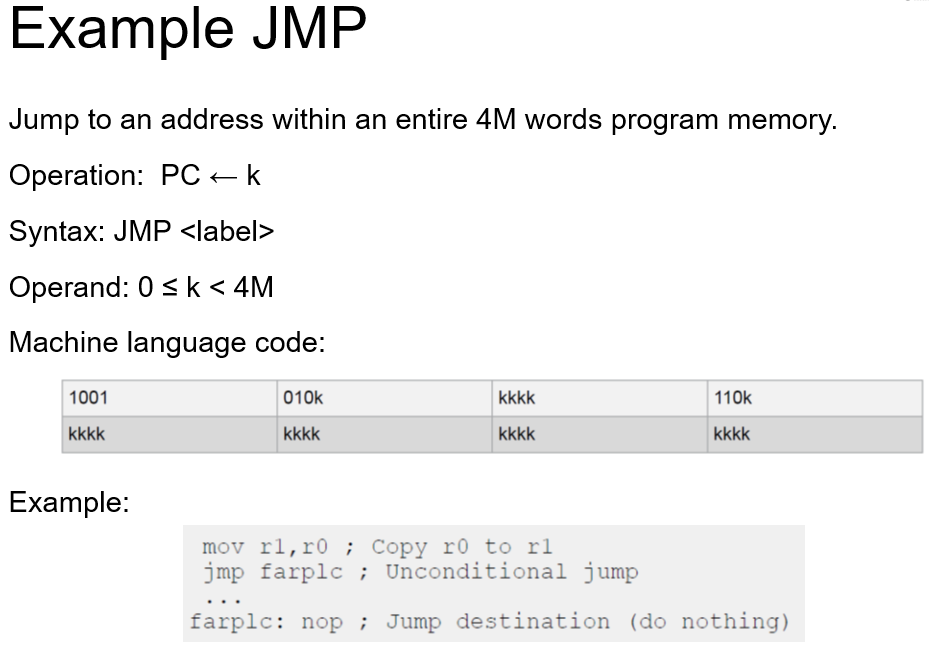 Example JMP
Jump to an address within an entire 4M words program memory.
Operation:  PC ← k
Syntax: JMP <label>
Operand: 0 ≤ k < 4M
Machine language code:
1001 010k kkkk 110k
kkkk kkkk kkkk kkkk
Example:
mov r1,r0 ; Copy r0 to r1
jmp farplc ; Unconditional jump
...
farplc: nop ; Jump destination (do nothing)